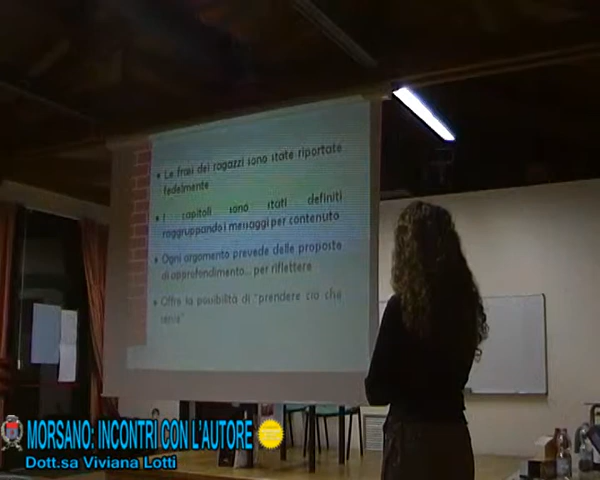 • Le frasi dei ragazzi sono state riportate
fedelmente
• I capitoli sono stati definiti
raggruppando i messaggi per contenuto
• Ogni argomento prevede delle proposte
di approfondimento... per riflettere
• Offre la possibilità di "prendere ciò che
serve"
MORSANO: INCONTRI CON L'AUTORE
Dott.sa Viviana Lotti